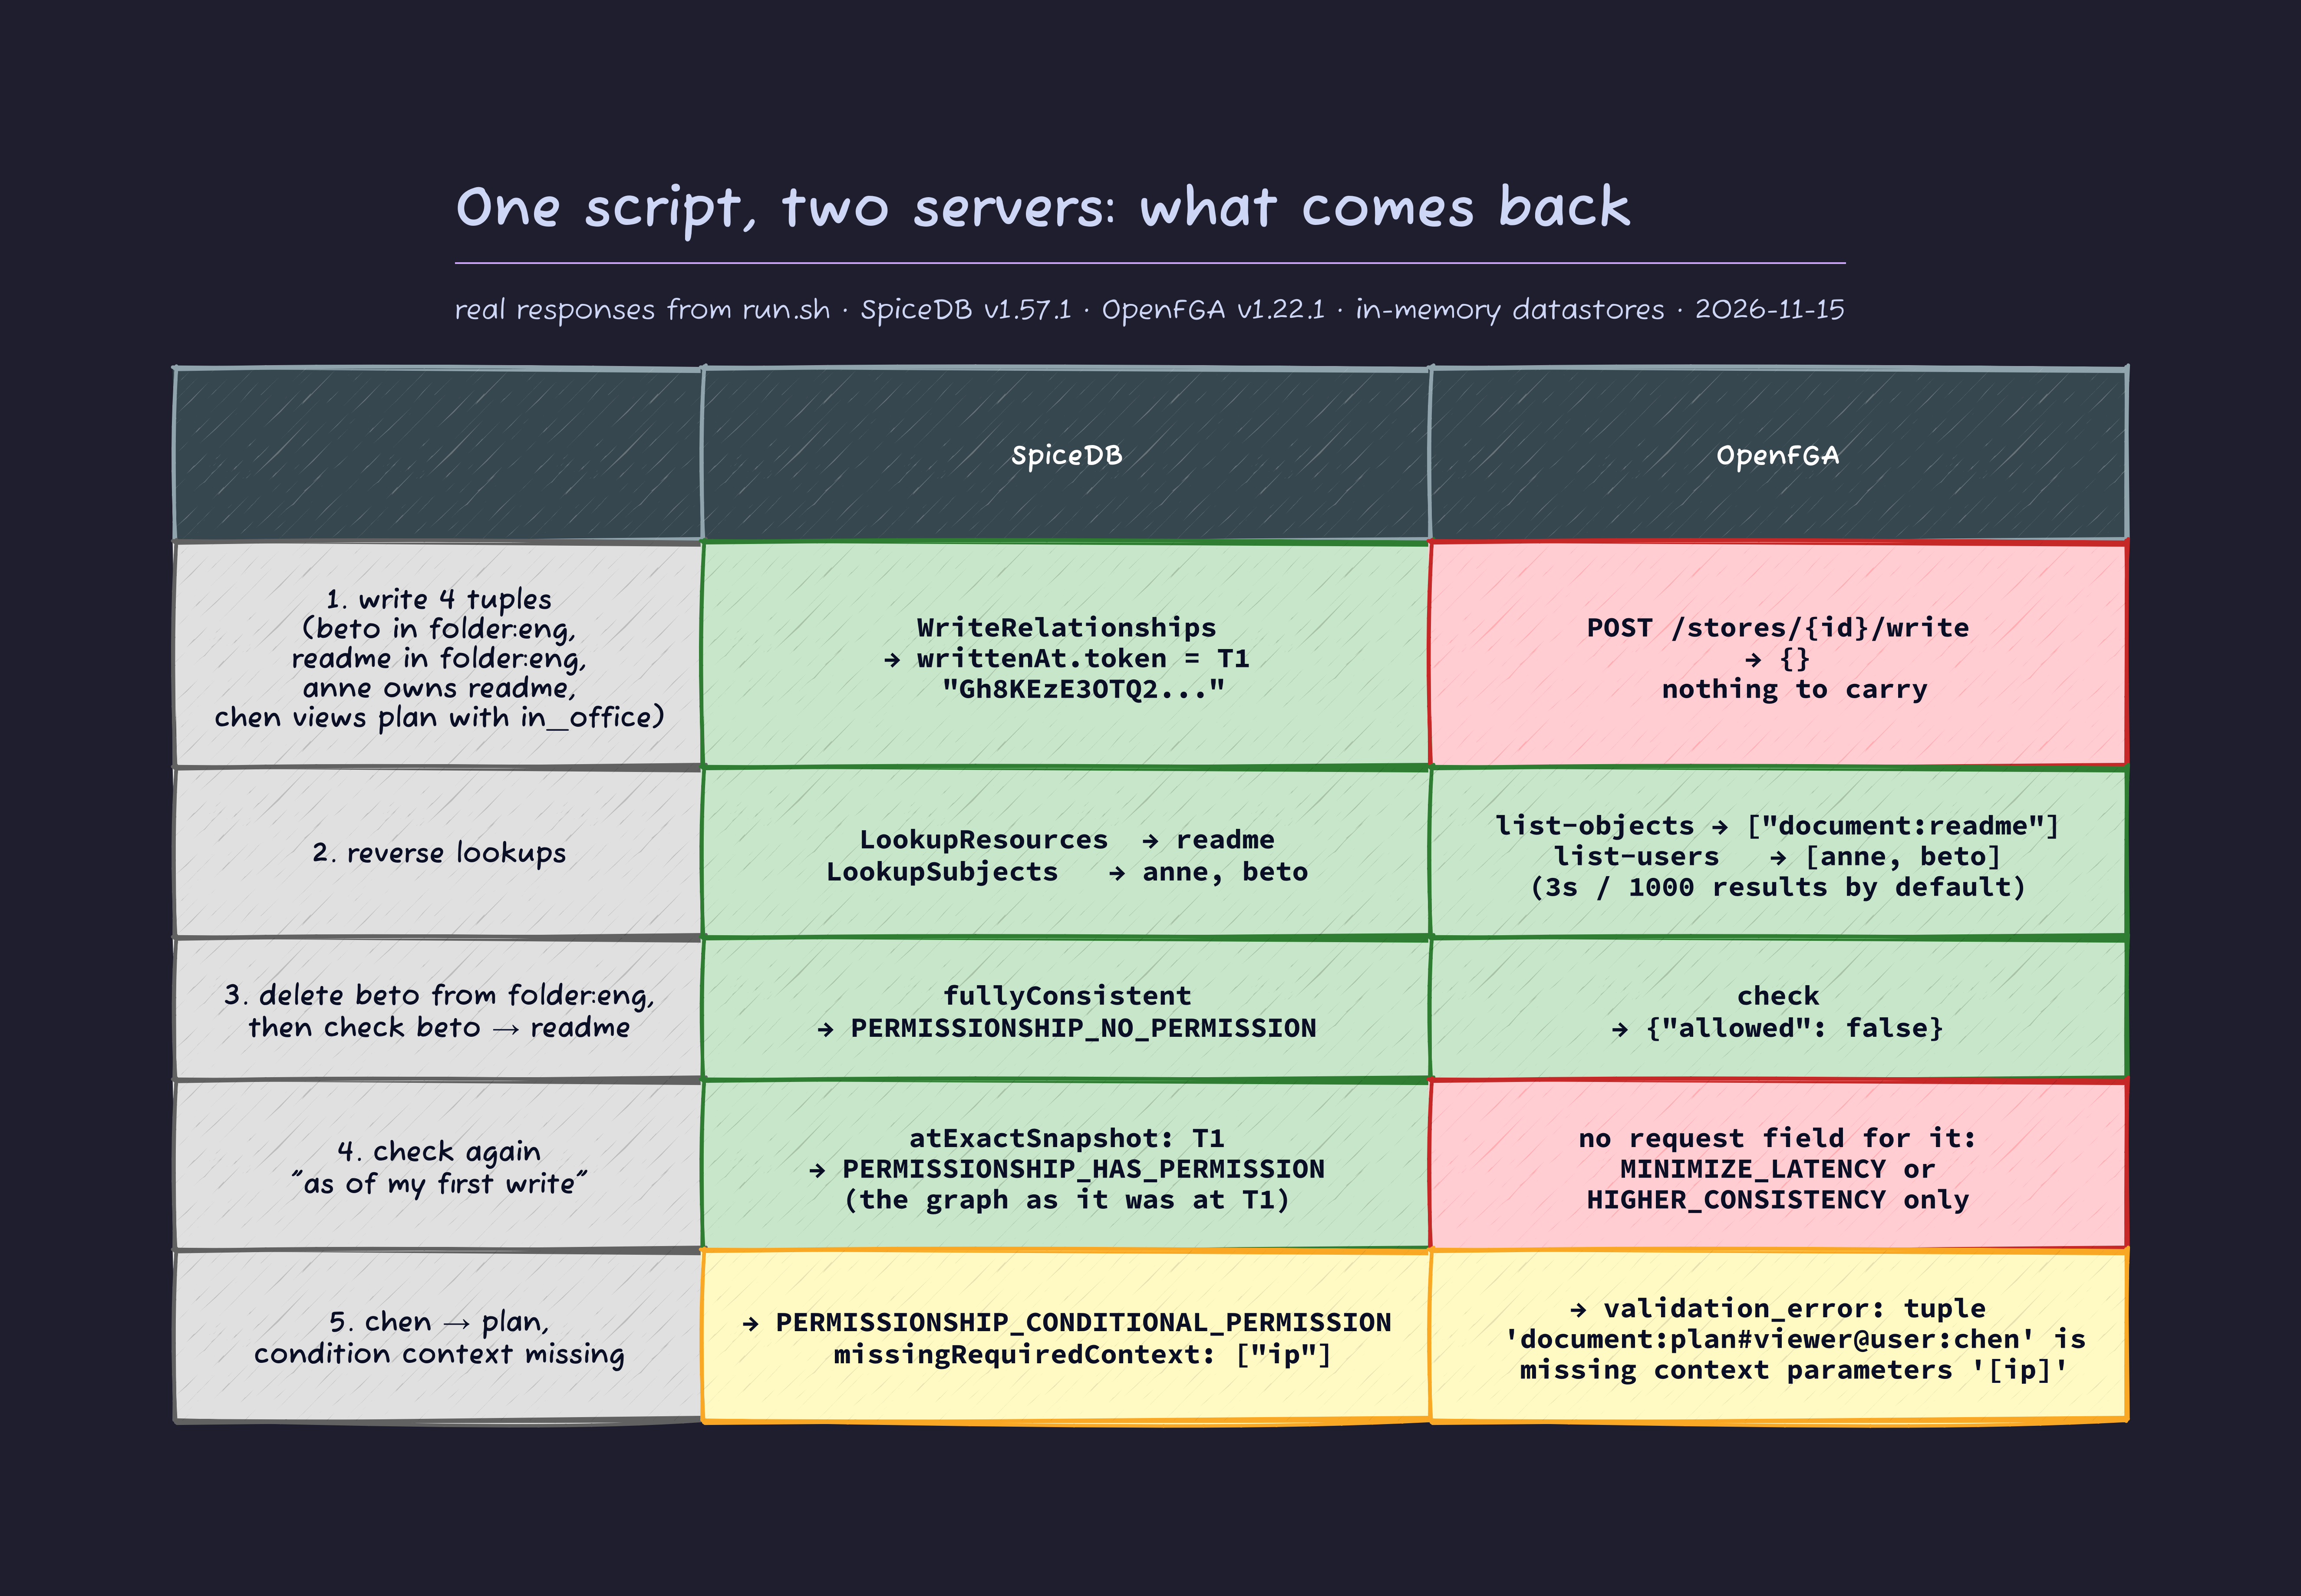 One script, two servers: what comes back
real responses from run.sh · SpiceDB v1.57.1 · OpenFGA v1.22.1 · in-memory datastores · 2026-11-15
SpiceDB
OpenFGA
1. write 4 tuples
(beto in folder:eng,
readme in folder:eng,
anne owns readme,
chen views plan with in_office)
WriteRelationships
→ writtenAt.token = T1
"Gh8KEzE3OTQ2..."
POST /stores/{id}/write
→ {}
nothing to carry
2. reverse lookups
LookupResources → readme
LookupSubjects → anne, beto
list-objects → ["document:readme"]
list-users → [anne, beto]
(3s / 1000 results by default)
3. delete beto from folder:eng,
then check beto → readme
fullyConsistent
→ PERMISSIONSHIP_NO_PERMISSION
check
→ {"allowed": false}
4. check again
"as of my first write"
atExactSnapshot: T1
→ PERMISSIONSHIP_HAS_PERMISSION
(the graph as it was at T1)
no request field for it:
MINIMIZE_LATENCY or
HIGHER_CONSISTENCY only
5. chen → plan,
condition context missing
→ PERMISSIONSHIP_CONDITIONAL_PERMISSION
missingRequiredContext: ["ip"]
→ validation_error: tuple
'document:plan#viewer@user:chen' is
missing context parameters '[ip]'